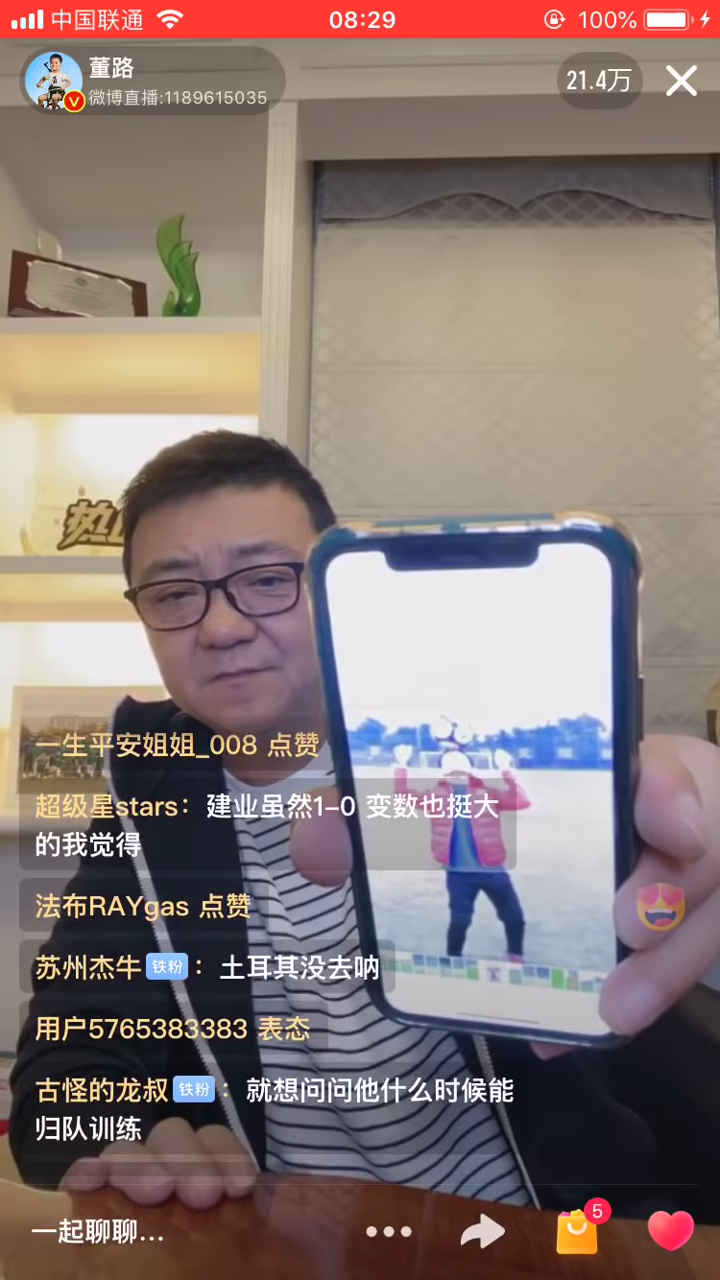 中国联通
08:29
100%
董路
微博直播:1189615035
21.4万
热
一生平安姐姐_008 点赞
超级星stars：建业虽然1-0 变数也挺大
的我觉得
法布RAYgas 点赞
苏州杰牛 铁粉：土耳其没去呐
用户5765383383 表态
古怪的龙叔 铁粉：就想问问他什么时候能
归队训练
一起聊聊...
5